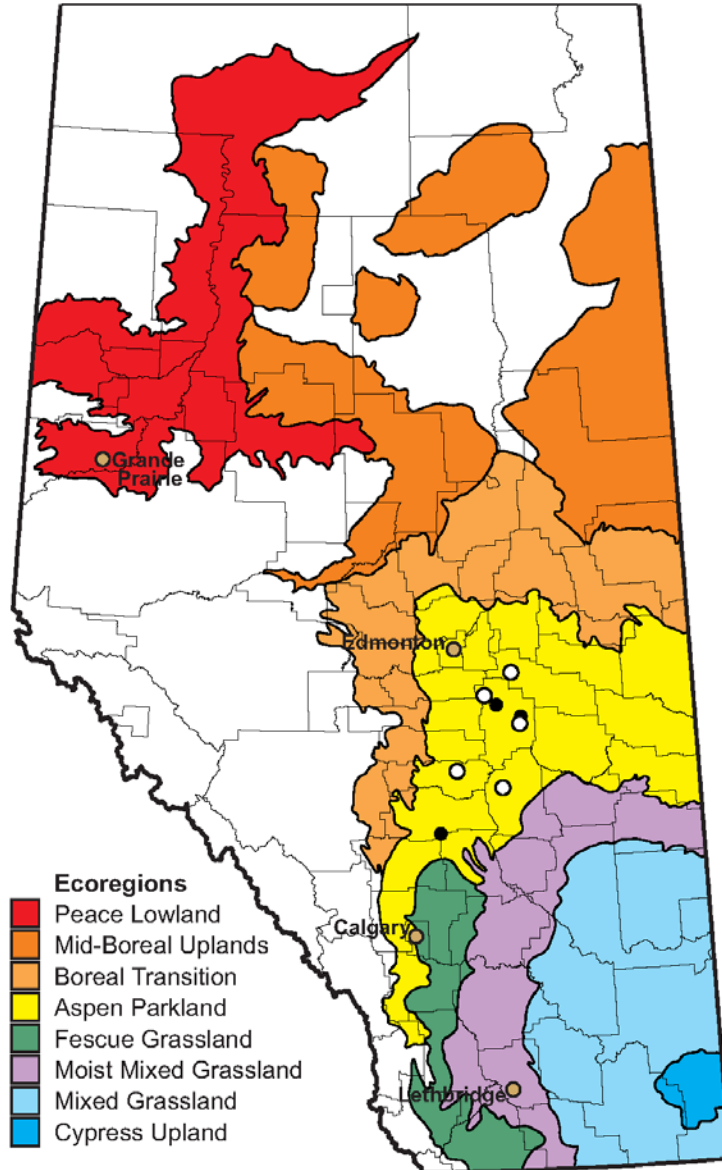 Grande
Prairie
Edmonton
Calgary
Lethbridge
Ecoregions
Peace Lowland
Mid-Boreal Uplands
Boreal Transition
Aspen Parkland
Fescue Grassland
Moist Mixed Grassland
Mixed Grassland
Cypress Upland